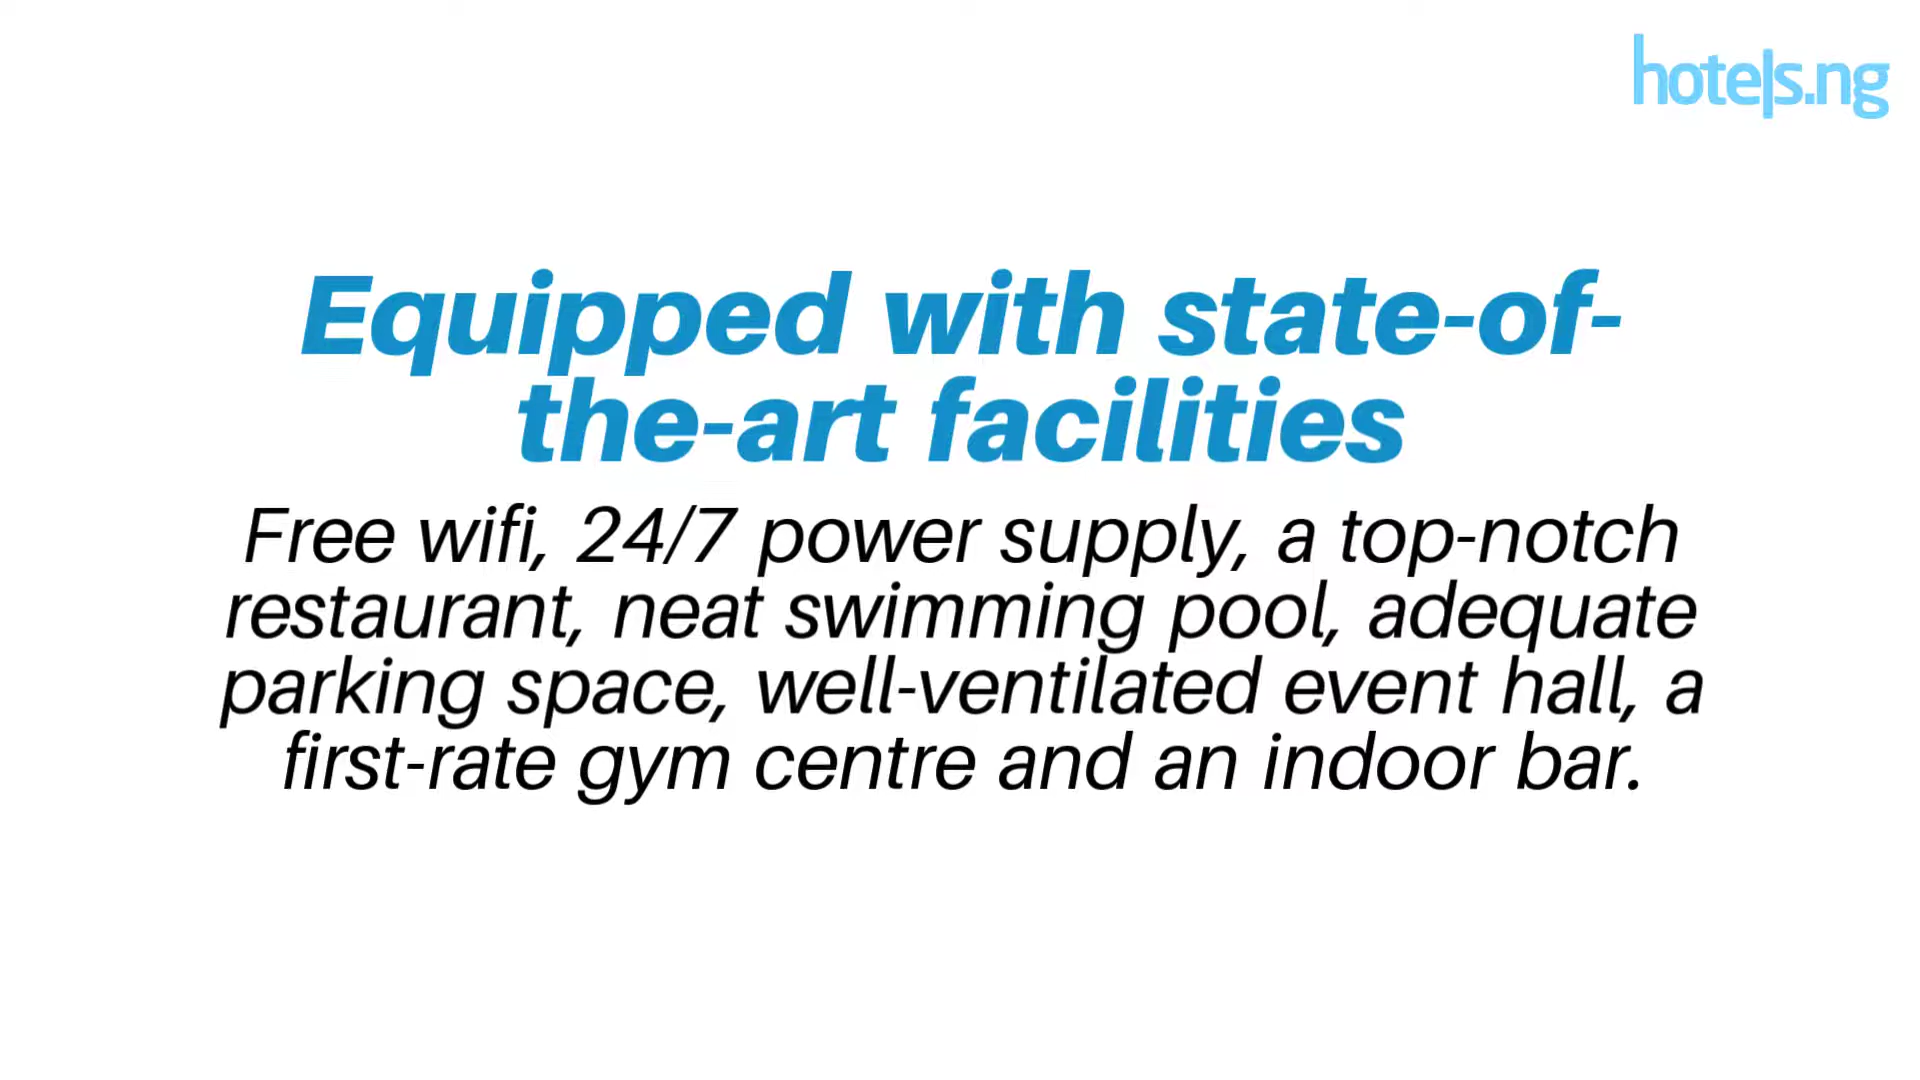 hotels.ng
Equipped with state-of-
the-art facilities
Free wifi, 24/7 power supply, a top-notch
restaurant, neat swimming pool, adequate
parking space, well-ventilated event hall, a
first-rate gym centre and an indoor bar.